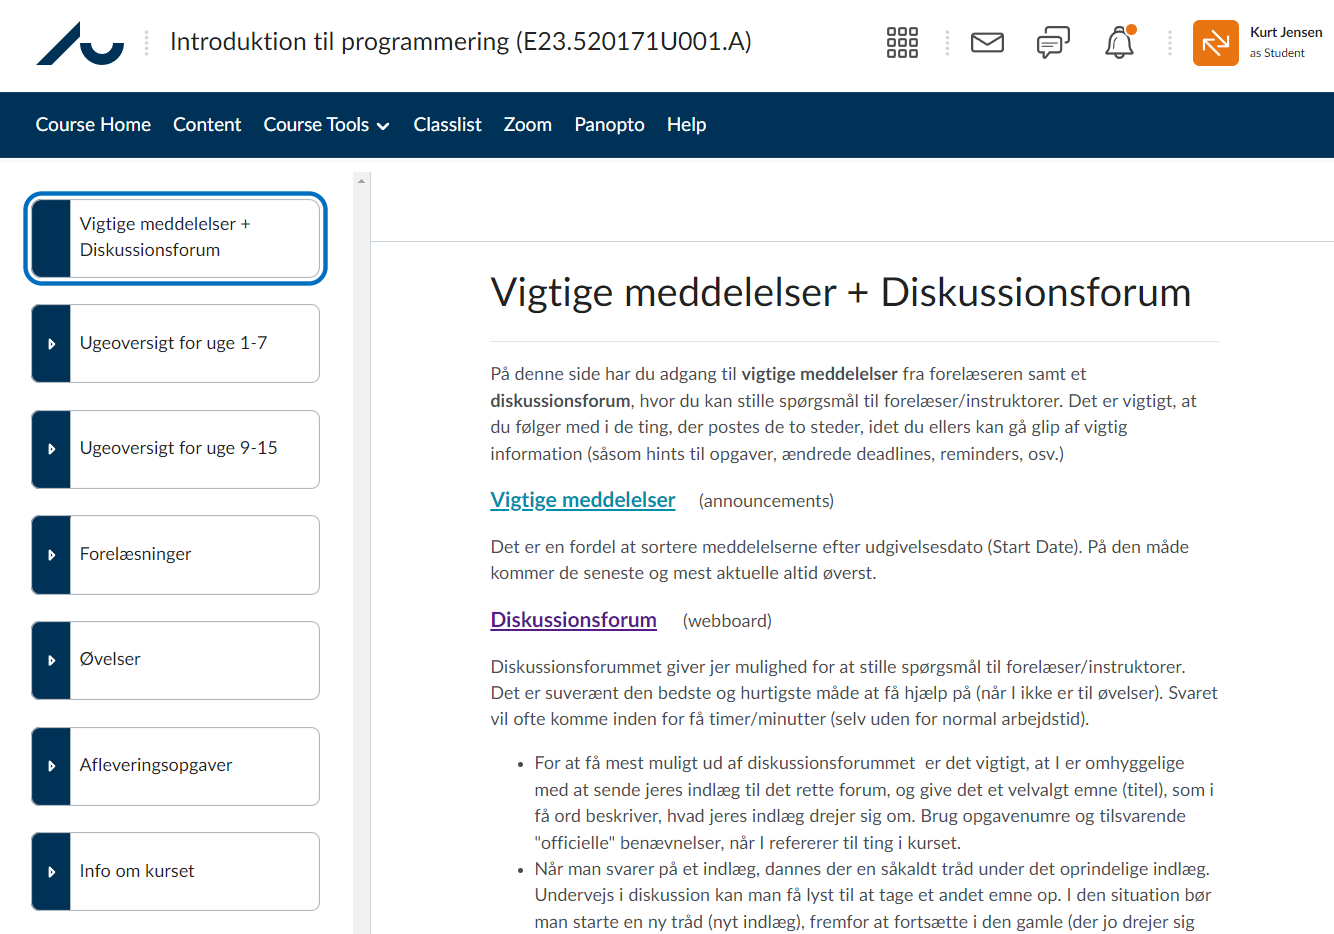 Introduktion til programmering (E23.520171U001.A)
Kurt Jensen
as Student
Course Home Content Course Tools Classlist Zoom Panopto Help
Vigtige meddelelser +
Diskussionsforum
Ugeoversigt for uge 1-7
Ugeoversigt for uge 9-15
Forelæsninger
Øvelser
Afleveringsopgaver
Info om kurset
Vigtige meddelelser + Diskussionsforum
På denne side har du adgang til vigtige meddelelser fra forelæseren samt et
diskussionsforum, hvor du kan stille spørgsmål til forelæser/instruktorer. Det er vigtigt, at
du følger med i de ting, der postes de to steder, idet du ellers kan gå glip af vigtig
information (såsom hints til opgaver, ændrede deadlines, reminders, osv.)
Vigtige meddelelser (announcements)
Det er en fordel at sortere meddelelserne efter udgivelsesdato (Start Date). På den måde
kommer de seneste og mest aktuelle altid øverst.
Diskussionsforum (webboard)
Diskussionsforummet giver jer mulighed for at stille spørgsmål til forelæser/instruktorer.
Det er suverænt den bedste og hurtigste måde at få hjælp på (når I ikke er til øvelser). Svaret
vil ofte komme inden for få timer/minutter (selv uden for normal arbejdstid).
• For at få mest muligt ud af diskussionsforummet er det vigtigt, at I er omhyggelige
med at sende jeres indlæg til det rette forum, og give det et velvalgt emne (titel), som i
få ord beskriver, hvad jeres indlæg drejer sig om. Brug opgavenumre og tilsvarende
"officielle" benævnelser, når I refererer til ting i kurset.
• Når man svarer på et indlæg, dannes der en såkaldt tråd under det oprindelige indlæg.
Undervejs i diskussion kan man få lyst til at tage et andet emne op. I den situation bør
man starte en ny tråd (nyt indlæg), fremfor at fortsætte i den gamle (der jo drejer sig